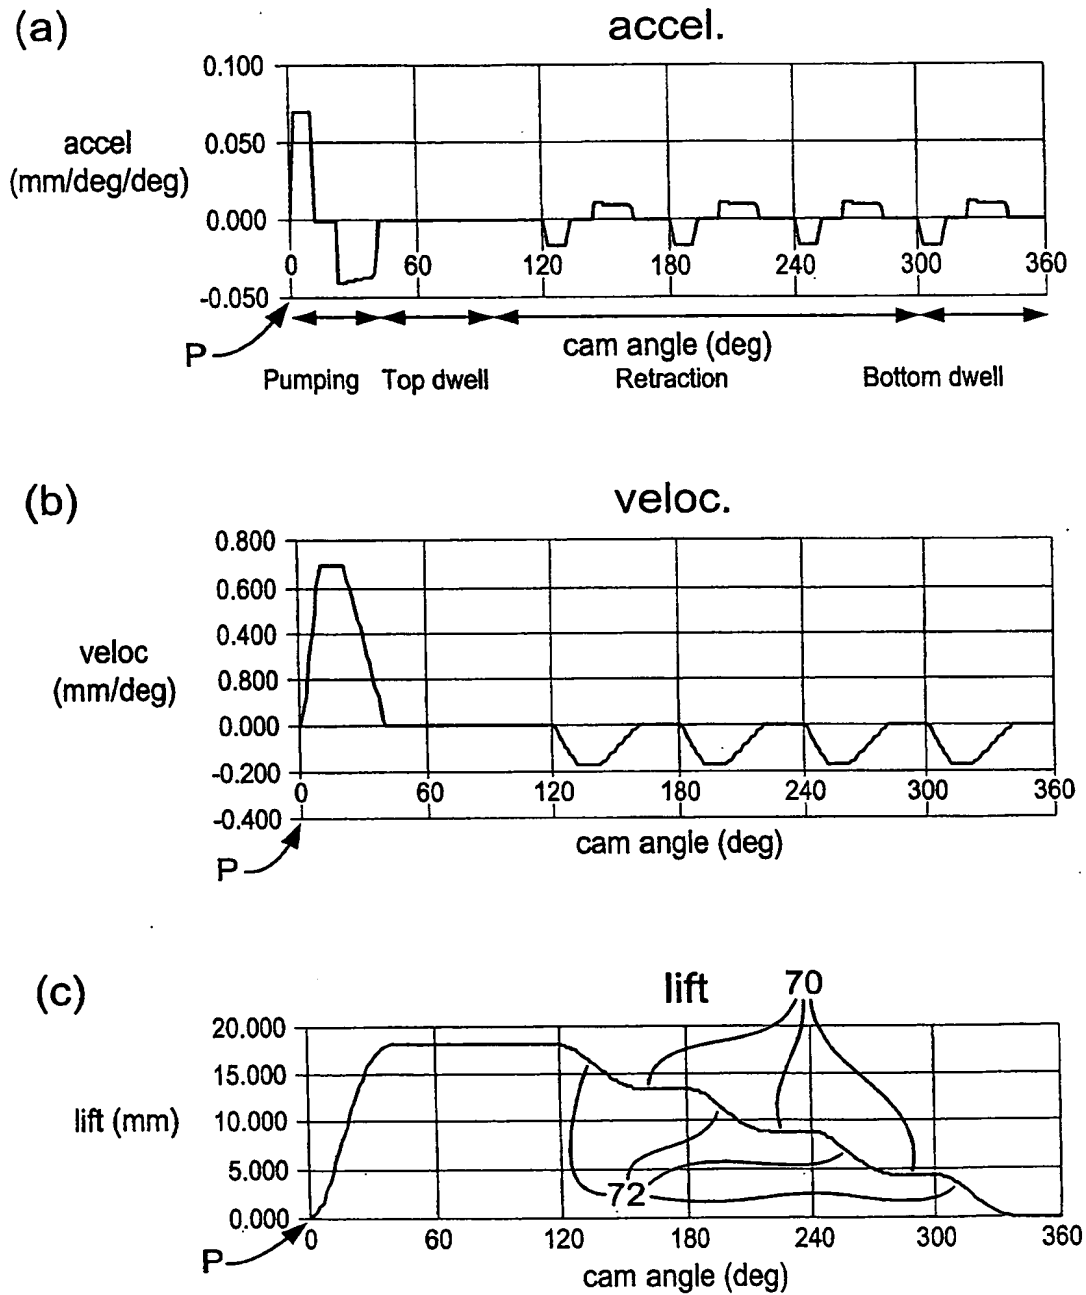 (a)
accel.
0.100
accel
(mm/deg/deg)
0.050
0.000
0 60 120 180 240 300 360
-0.050
P
cam angle (deg)
Pumping Top dwell Retraction Bottom dwell
(b)
veloc.
0.800
0.600
0.400
veloc
(mm/deg)
0.800
0.000
-0.200
0 60 120 180 240 300 360
-0.400
cam angle (deg)
P
(c)
lift 70
20.000
15.000
lift (mm)
10.000
5.000
72
0.000
0 60 120 180 240 300 360
P
cam angle (deg)